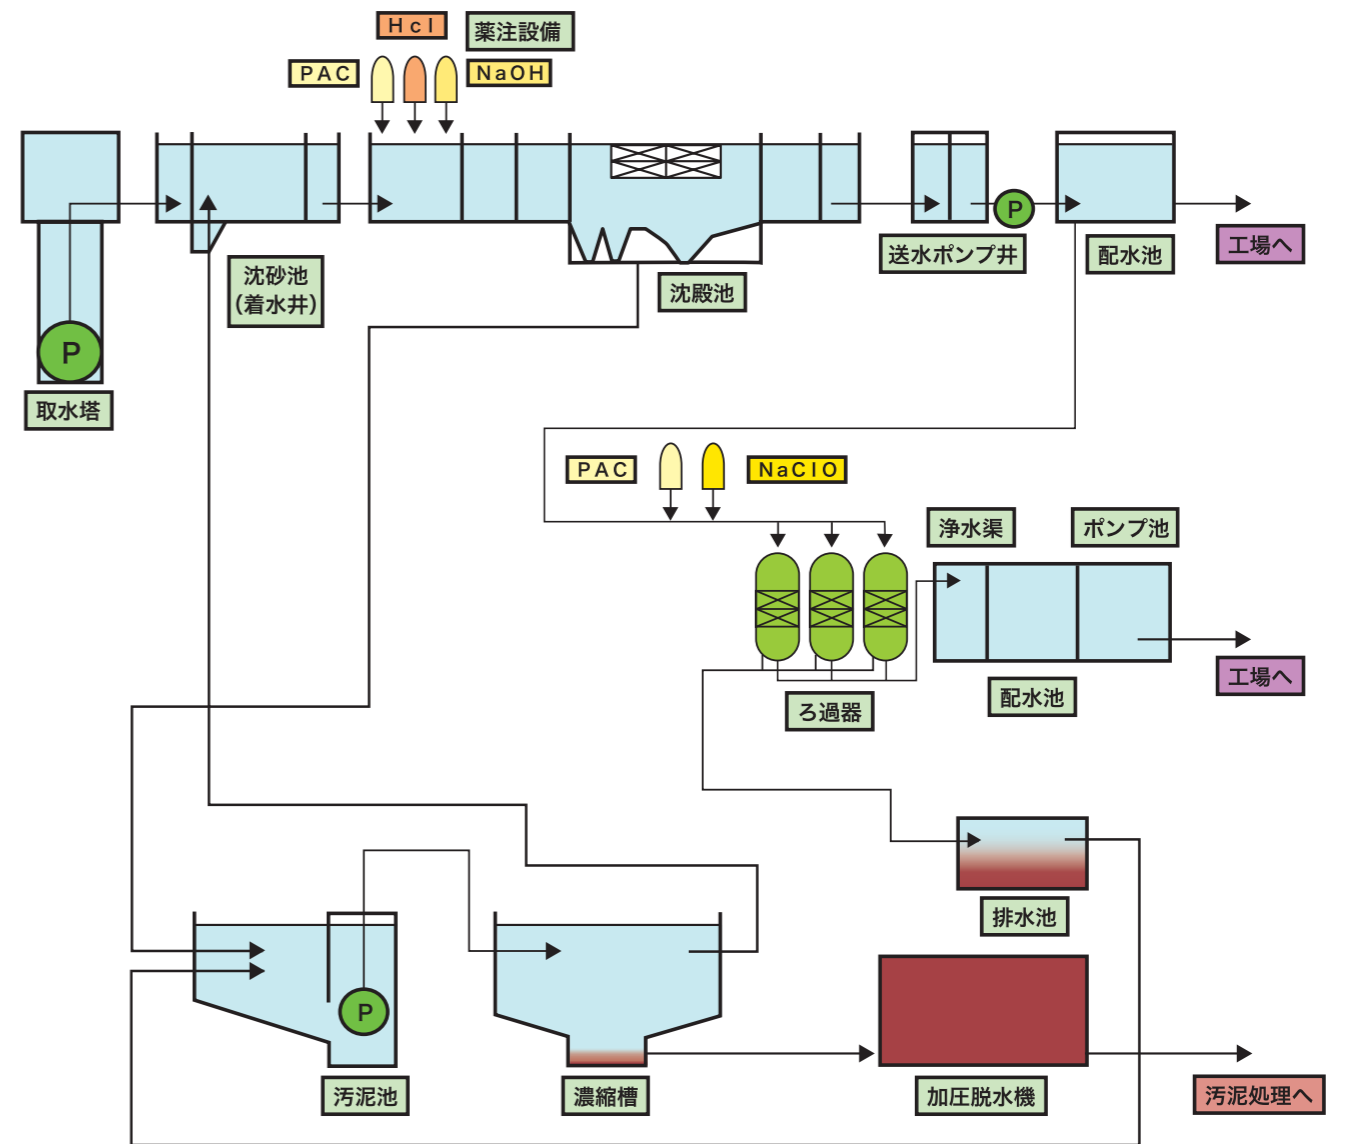 Hcl
薬注設備
PAC
NaOH
沈砂池
(着水井)
沈殿池
送水ポンプ井
P
配水池
工場へ
P
取水塔
PAC
NaClO
浄水渠
ポンプ池
ろ過器
配水池
工場へ
排水池
P
汚泥池
濃縮槽
加圧脱水機
汚泥処理へ